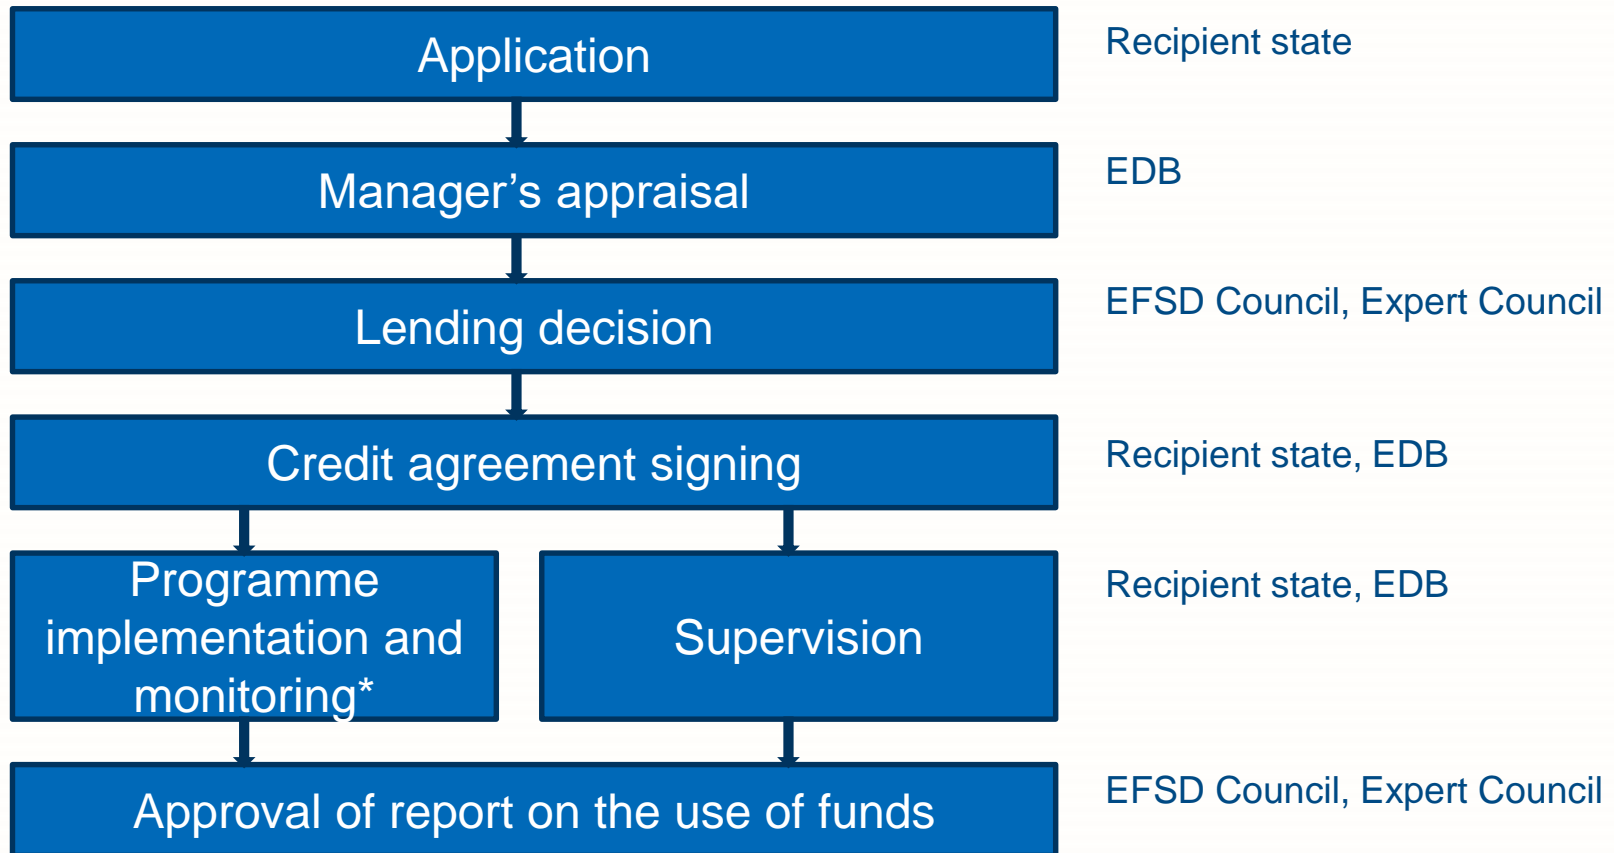 Application
Recipient state
Manager’s appraisal
EDB
Lending decision
EFSD Council, Expert Council
Credit agreement signing
Recipient state, EDB
Programme
implementation and
monitoring*
Supervision
Recipient state, EDB
Approval of report on the use of funds
EFSD Council, Expert Council